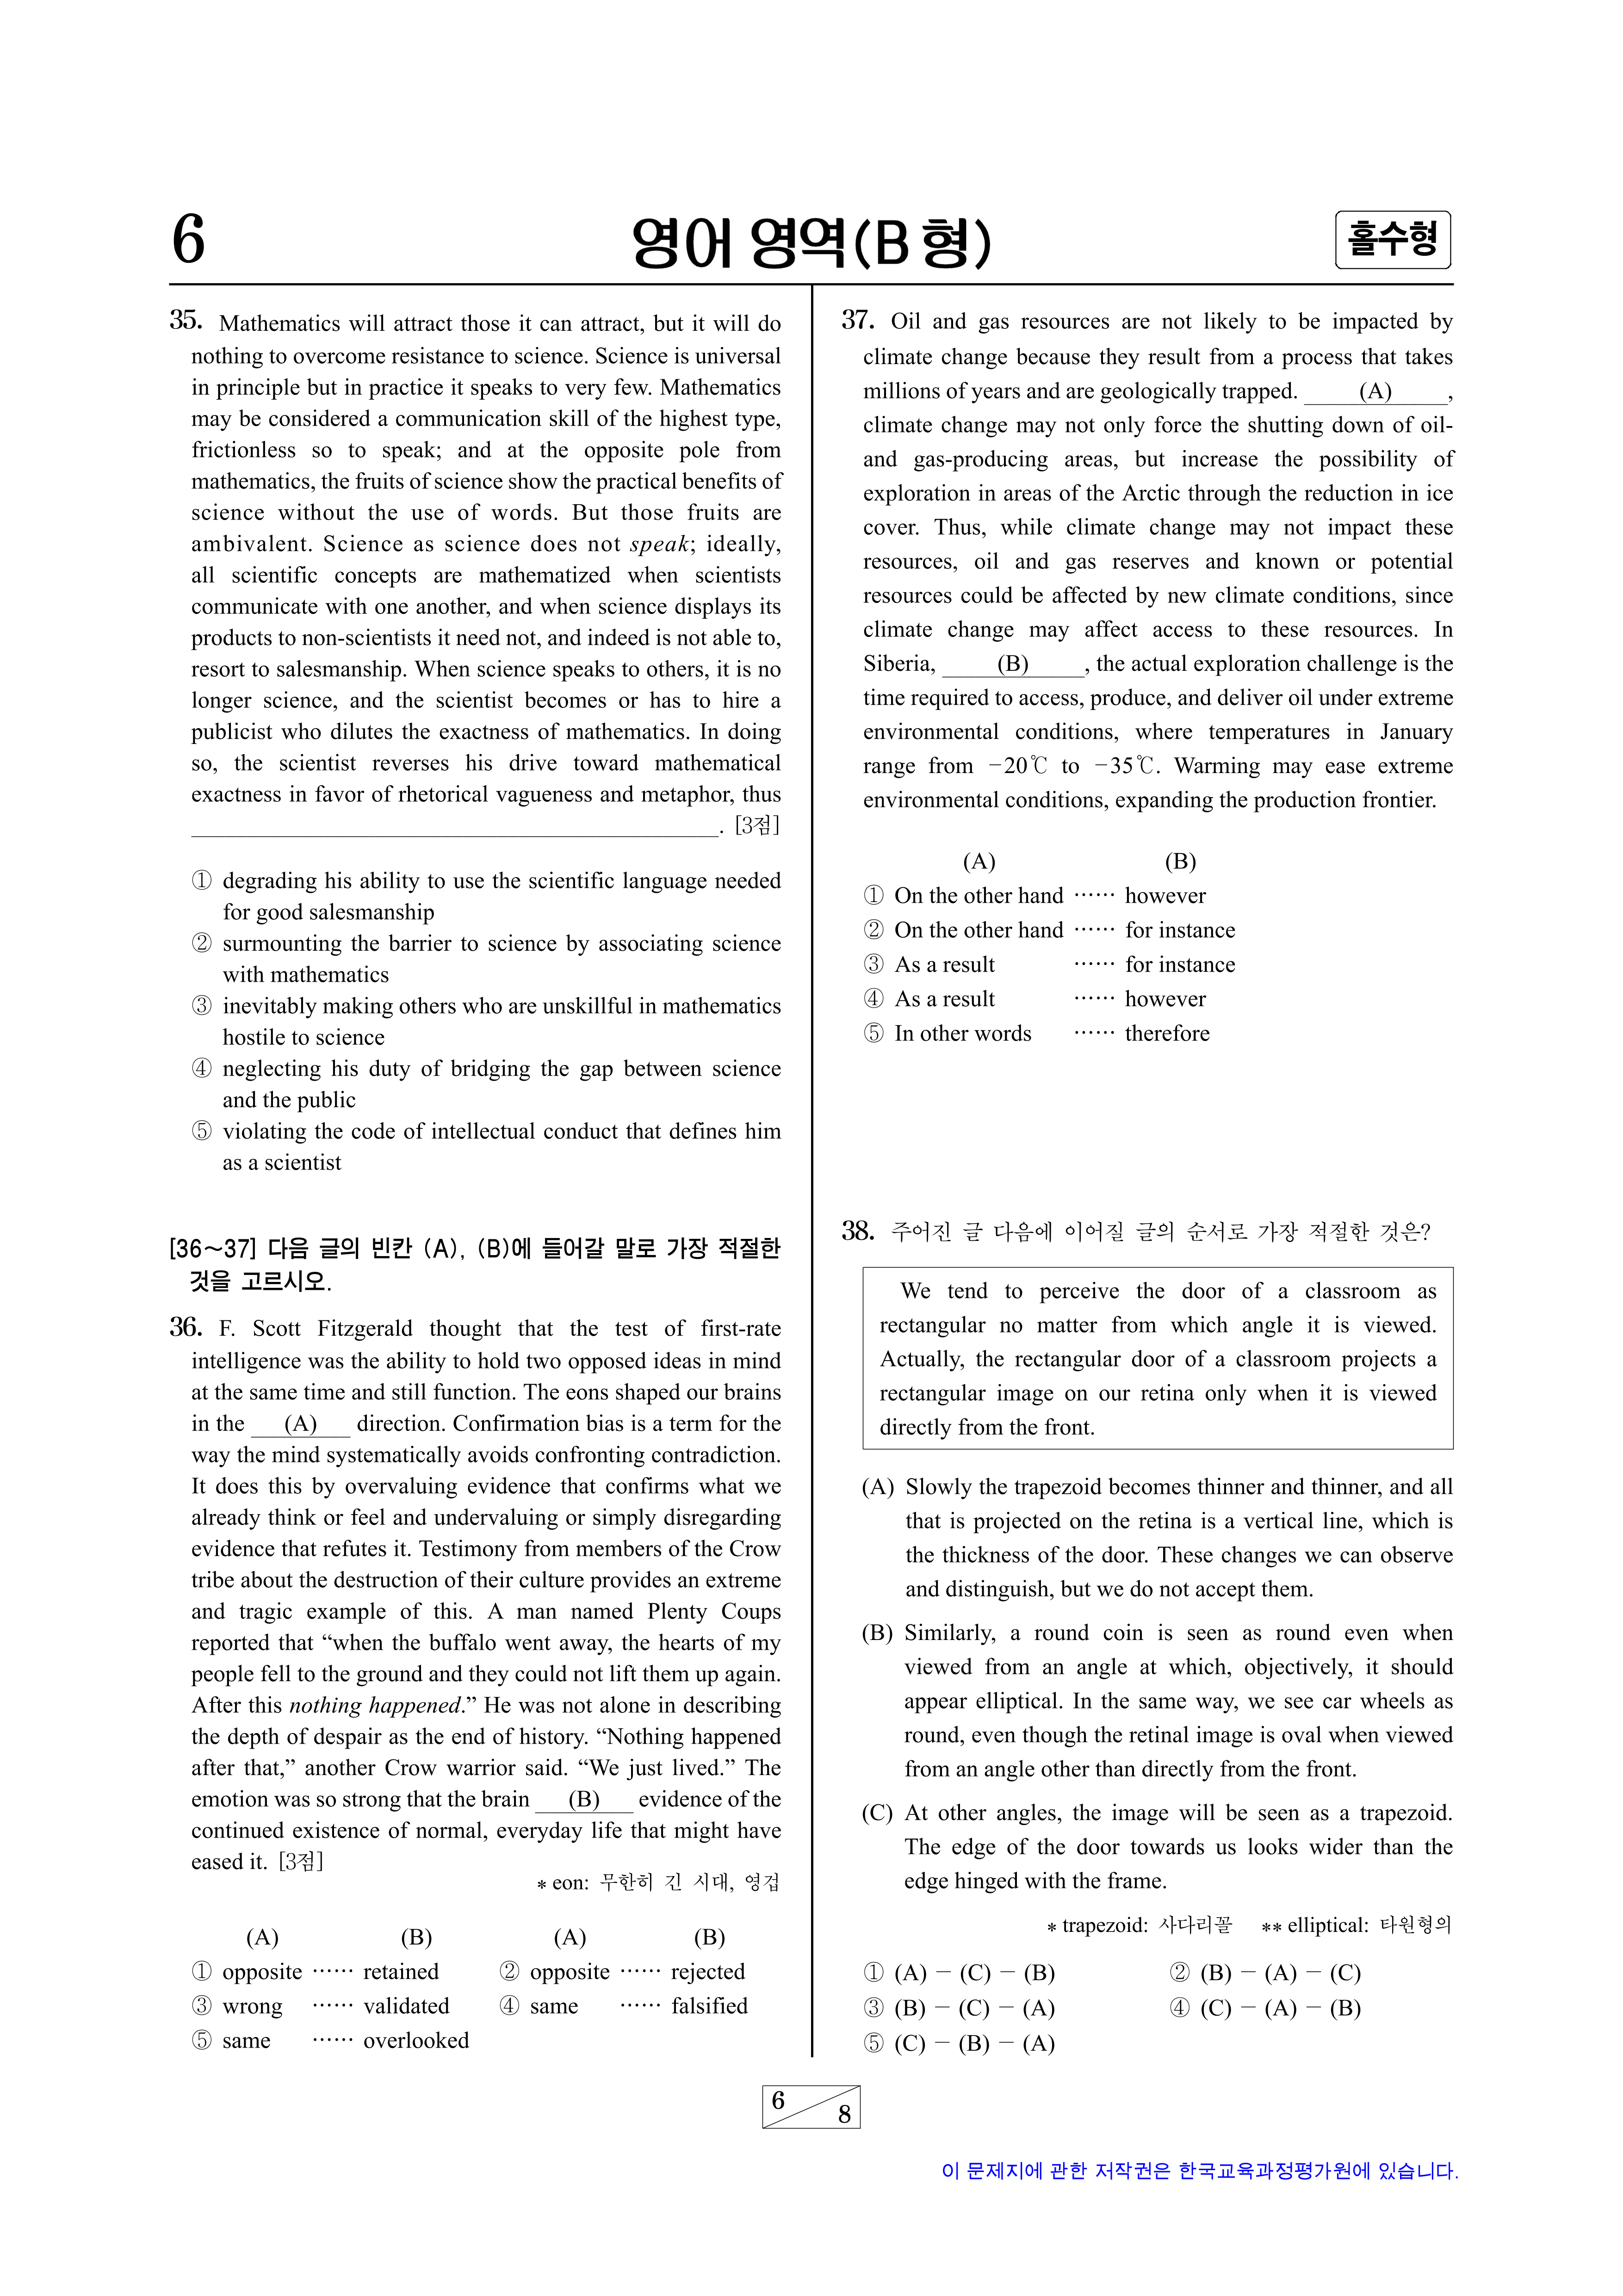 6
영어 영역(B 형)
홀수형
35. Mathematics will attract those it can attract, but it will do
nothing to overcome resistance to science. Science is universal
in principle but in practice it speaks to very few. Mathematics
may be considered a communication skill of the highest type,
frictionless so to speak; and at the opposite pole from
mathematics, the fruits of science show the practical benefits of
science without the use of words. But those fruits are
ambivalent. Science as science does not speak; ideally,
all scientific concepts are mathematized when scientists
communicate with one another, and when science displays its
products to non-scientists it need not, and indeed is not able to,
resort to salesmanship. When science speaks to others, it is no
longer science, and the scientist becomes or has to hire a
publicist who dilutes the exactness of mathematics. In doing
so, the scientist reverses his drive toward mathematical
exactness in favor of rhetorical vagueness and metaphor, thus
______________________________. [3점]
① degrading his ability to use the scientific language needed
for good salesmanship
② surmounting the barrier to science by associating science
with mathematics
③ inevitably making others who are unskillful in mathematics
hostile to science
④ neglecting his duty of bridging the gap between science
and the public
⑤ violating the code of intellectual conduct that defines him
as a scientist
[36~37] 다음 글의 빈칸 (A), (B)에 들어갈 말로 가장 적절한
것을 고르시오.
36. F. Scott Fitzgerald thought that the test of first-rate
intelligence was the ability to hold two opposed ideas in mind
at the same time and still function. The eons shaped our brains
in the (A) direction. Confirmation bias is a term for the
way the mind systematically avoids confronting contradiction.
It does this by overvaluing evidence that confirms what we
already think or feel and undervaluing or simply disregarding
evidence that refutes it. Testimony from members of the Crow
tribe about the destruction of their culture provides an extreme
and tragic example of this. A man named Plenty Coups
reported that “when the buffalo went away, the hearts of my
people fell to the ground and they could not lift them up again.
After this nothing happened.” He was not alone in describing
the depth of despair as the end of history. “Nothing happened
after that,” another Crow warrior said. “We just lived.” The
emotion was so strong that the brain (B) evidence of the
continued existence of normal, everyday life that might have
eased it. [3점]
* eon: 무한히 긴 시대, 영겁
(A) (B) (A) (B)
① opposite …… retained ② opposite …… rejected
③ wrong …… validated ④ same …… falsified
⑤ same …… overlooked
37. Oil and gas resources are not likely to be impacted by
climate change because they result from a process that takes
millions of years and are geologically trapped. (A) ,
climate change may not only force the shutting down of oil-
and gas-producing areas, but increase the possibility of
exploration in areas of the Arctic through the reduction in ice
cover. Thus, while climate change may not impact these
resources, oil and gas reserves and known or potential
resources could be affected by new climate conditions, since
climate change may affect access to these resources. In
Siberia, (B) , the actual exploration challenge is the
time required to access, produce, and deliver oil under extreme
environmental conditions, where temperatures in January
range from －20℃ to －35℃. Warming may ease extreme
environmental conditions, expanding the production frontier.
(A) (B)
① On the other hand …… however
② On the other hand …… for instance
③ As a result …… for instance
④ As a result …… however
⑤ In other words …… therefore
38. 주어진 글 다음에 이어질 글의 순서로 가장 적절한 것은?
We tend to perceive the door of a classroom as
rectangular no matter from which angle it is viewed.
Actually, the rectangular door of a classroom projects a
rectangular image on our retina only when it is viewed
directly from the front.
(A) Slowly the trapezoid becomes thinner and thinner, and all
that is projected on the retina is a vertical line, which is
the thickness of the door. These changes we can observe
and distinguish, but we do not accept them.
(B) Similarly, a round coin is seen as round even when
viewed from an angle at which, objectively, it should
appear elliptical. In the same way, we see car wheels as
round, even though the retinal image is oval when viewed
from an angle other than directly from the front.
(C) At other angles, the image will be seen as a trapezoid.
The edge of the door towards us looks wider than the
edge hinged with the frame.
* trapezoid: 사다리꼴 ** elliptical: 타원형의
① (A) － (C) － (B) ② (B) － (A) － (C)
③ (B) － (C) － (A) ④ (C) － (A) － (B)
⑤ (C) － (B) － (A)
6
8
이 문제지에 관한 저작권은 한국교육과정평가원에 있습니다.